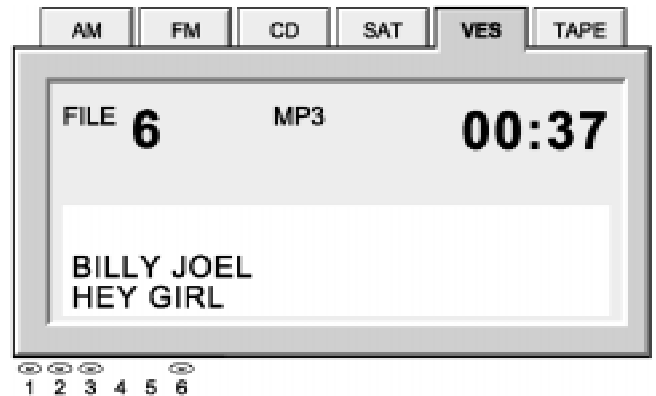 AM FM CD SAT VES TAPE
FILE 6 MP3 00:37
BILLY JOEL
HEY GIRL
1 2 3 4 5 6